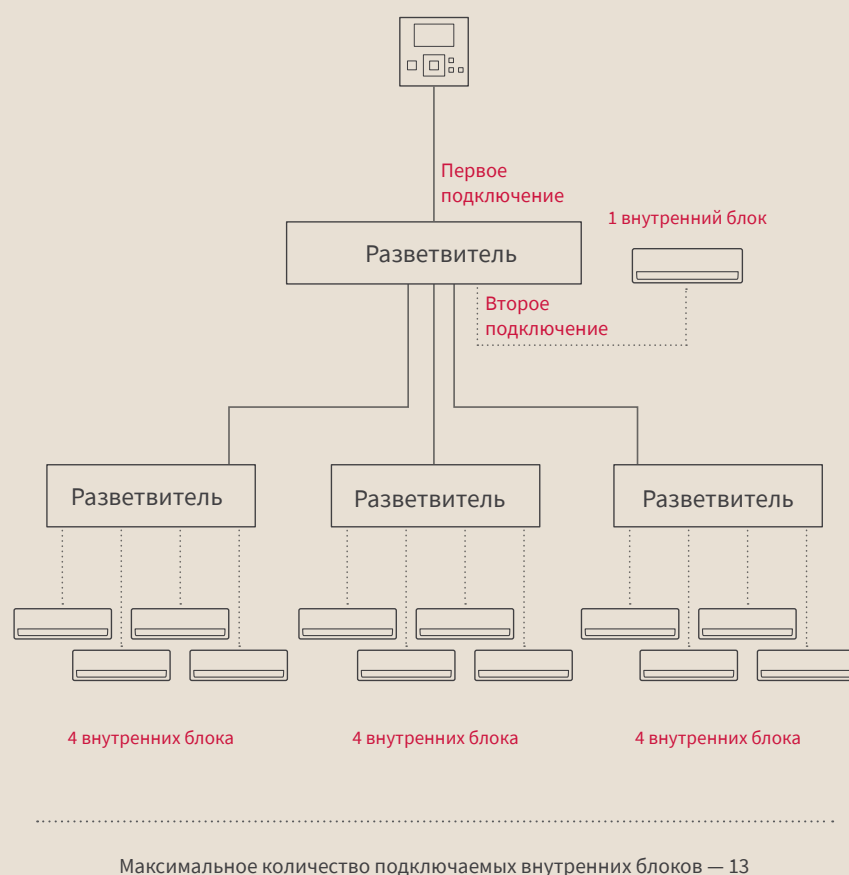 Первое
подключение
1 внутренний блок
Разветвитель
Второе
подключение
Разветвитель
Разветвитель
Разветвитель
4 внутренних блока
4 внутренних блока
4 внутренних блока
Максимальное количество подключаемых внутренних блоков — 13